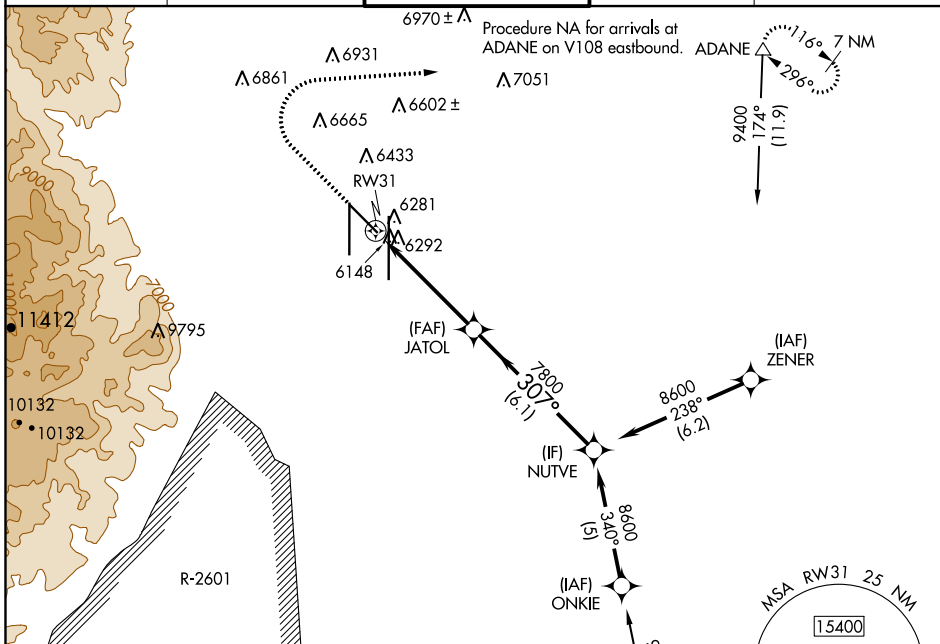 6970 ±
Procedure NA for arrivals at
ADANE on V108 eastbound.
ADANE
116°
7 NM
296°
6931
6861
7051
6602 ±
6665
9400
174°
(11.9)
6433
RW31
9000
6281
6292
6148
7000
11412
9795
(FAF)
JATOL
(IAF)
ZENER
7800
307°
(6.1)
8600
238°
(6.2)
10132
10132
(IF)
NUTVE
8600
340°
(5)
R-2601
(IAF)
ONKIE
MSA RW31 25 NM
15400